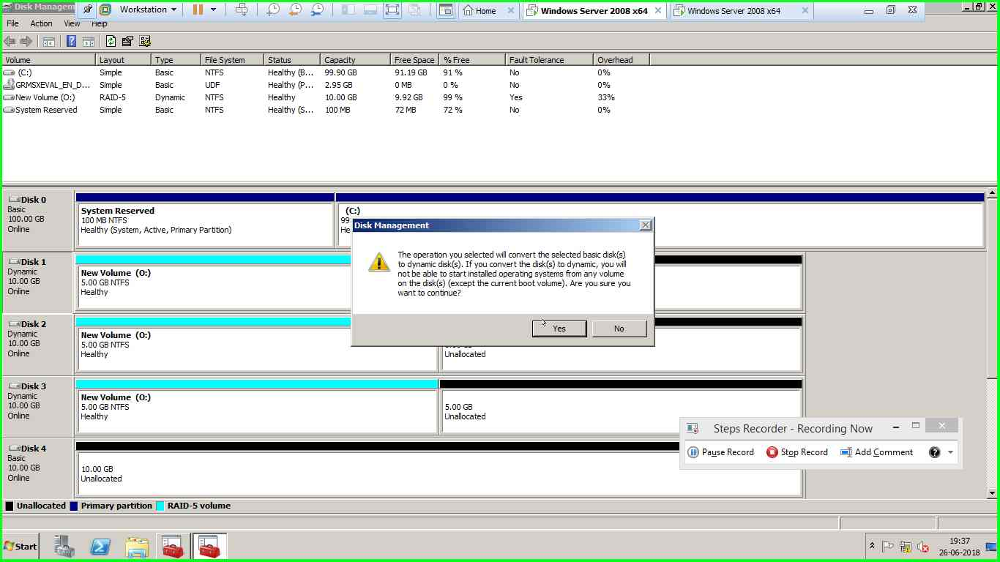 Disk Management
Workstation
Home
Windows Server 2008 x64
Windows Server 2008 x64
File Action View Help
Volume Layout Type File System Status Capacity Free Space % Free Fault Tolerance Overhead
(C:) Simple Basic NTFS Healthy (B... 99.90 GB 91.19 GB 91 % No 0%
GRMSXEVAL_EN_D... Simple Basic UDF Healthy (P... 2.95 GB 0 MB 0 % No 0%
New Volume (O:) RAID-5 Dynamic NTFS Healthy 10.00 GB 9.92 GB 99 % Yes 33%
System Reserved Simple Basic NTFS Healthy (S... 100 MB 72 MB 72 % No 0%
Disk 0
Basic
100.00 GB
Online
System Reserved
100 MB NTFS
Healthy (System, Active, Primary Partition)
(C:)
99
He
Disk Management
The operation you selected will convert the selected basic disk(s)
to dynamic disk(s). If you convert the disk(s) to dynamic, you will
not be able to start installed operating systems from any volume
on the disk(s) (except the current boot volume). Are you sure you
want to continue?
Yes No
Disk 1
Dynamic
10.00 GB
Online
New Volume (O:)
5.00 GB NTFS
Healthy
Disk 2
Dynamic
10.00 GB
Online
New Volume (O:)
5.00 GB NTFS
Healthy
Unallocated
Disk 3
Dynamic
10.00 GB
Online
New Volume (O:)
5.00 GB NTFS
Healthy
5.00 GB
Unallocated
Disk 4
Basic
10.00 GB
Online
10.00 GB
Unallocated
Steps Recorder - Recording Now
Pause Record Stop Record Add Comment
Unallocated Primary partition RAID-5 volume
Start
19:37
26-06-2018